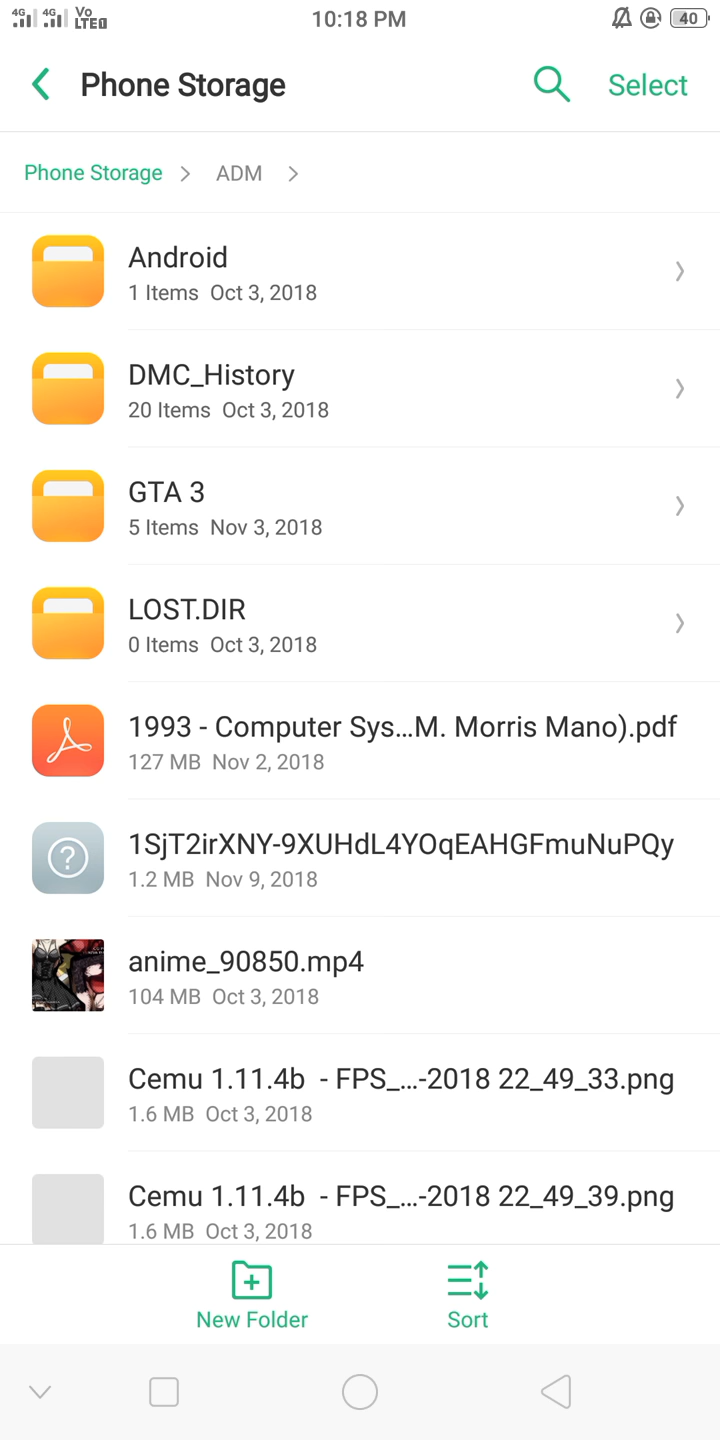 4G 4G Vo LTE 10:18 PM 40
Phone Storage Select
Phone Storage ADM
Android
1 Items Oct 3, 2018
DMC_History
20 Items Oct 3, 2018
GTA 3
5 Items Nov 3, 2018
LOST.DIR
0 Items Oct 3, 2018
1993 - Computer Sys...M. Morris Mano).pdf
127 MB Nov 2, 2018
1SjT2irXNY-9XUHdL4YOqEAHGFmuNuPQy
1.2 MB Nov 9, 2018
anime_90850.mp4
104 MB Oct 3, 2018
Cemu 1.11.4b - FPS_...-2018 22_49_33.png
1.6 MB Oct 3, 2018
Cemu 1.11.4b - FPS_...-2018 22_49_39.png
1.6 MB Oct 3, 2018
New Folder Sort